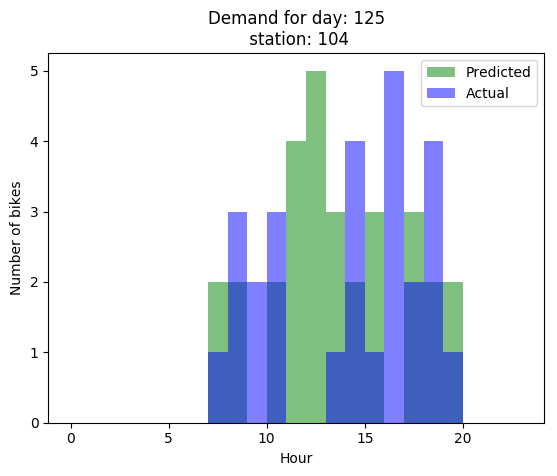 Demand for day: 125
station: 104
Predicted
Actual
Number of bikes
5
4
3
2
1
0
0 5 10 15 20
Hour